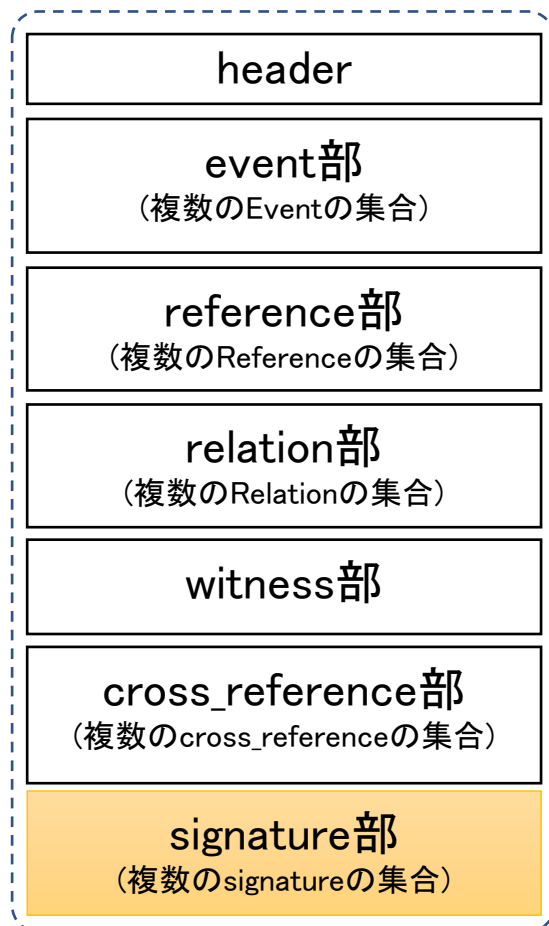 header
event部
(複数のEventの集合)
reference部
(複数のReferenceの集合)
relation部
(複数のRelationの集合)
witness部
cross_reference部
(複数のcross_referenceの集合)
signature部
(複数のsignatureの集合)